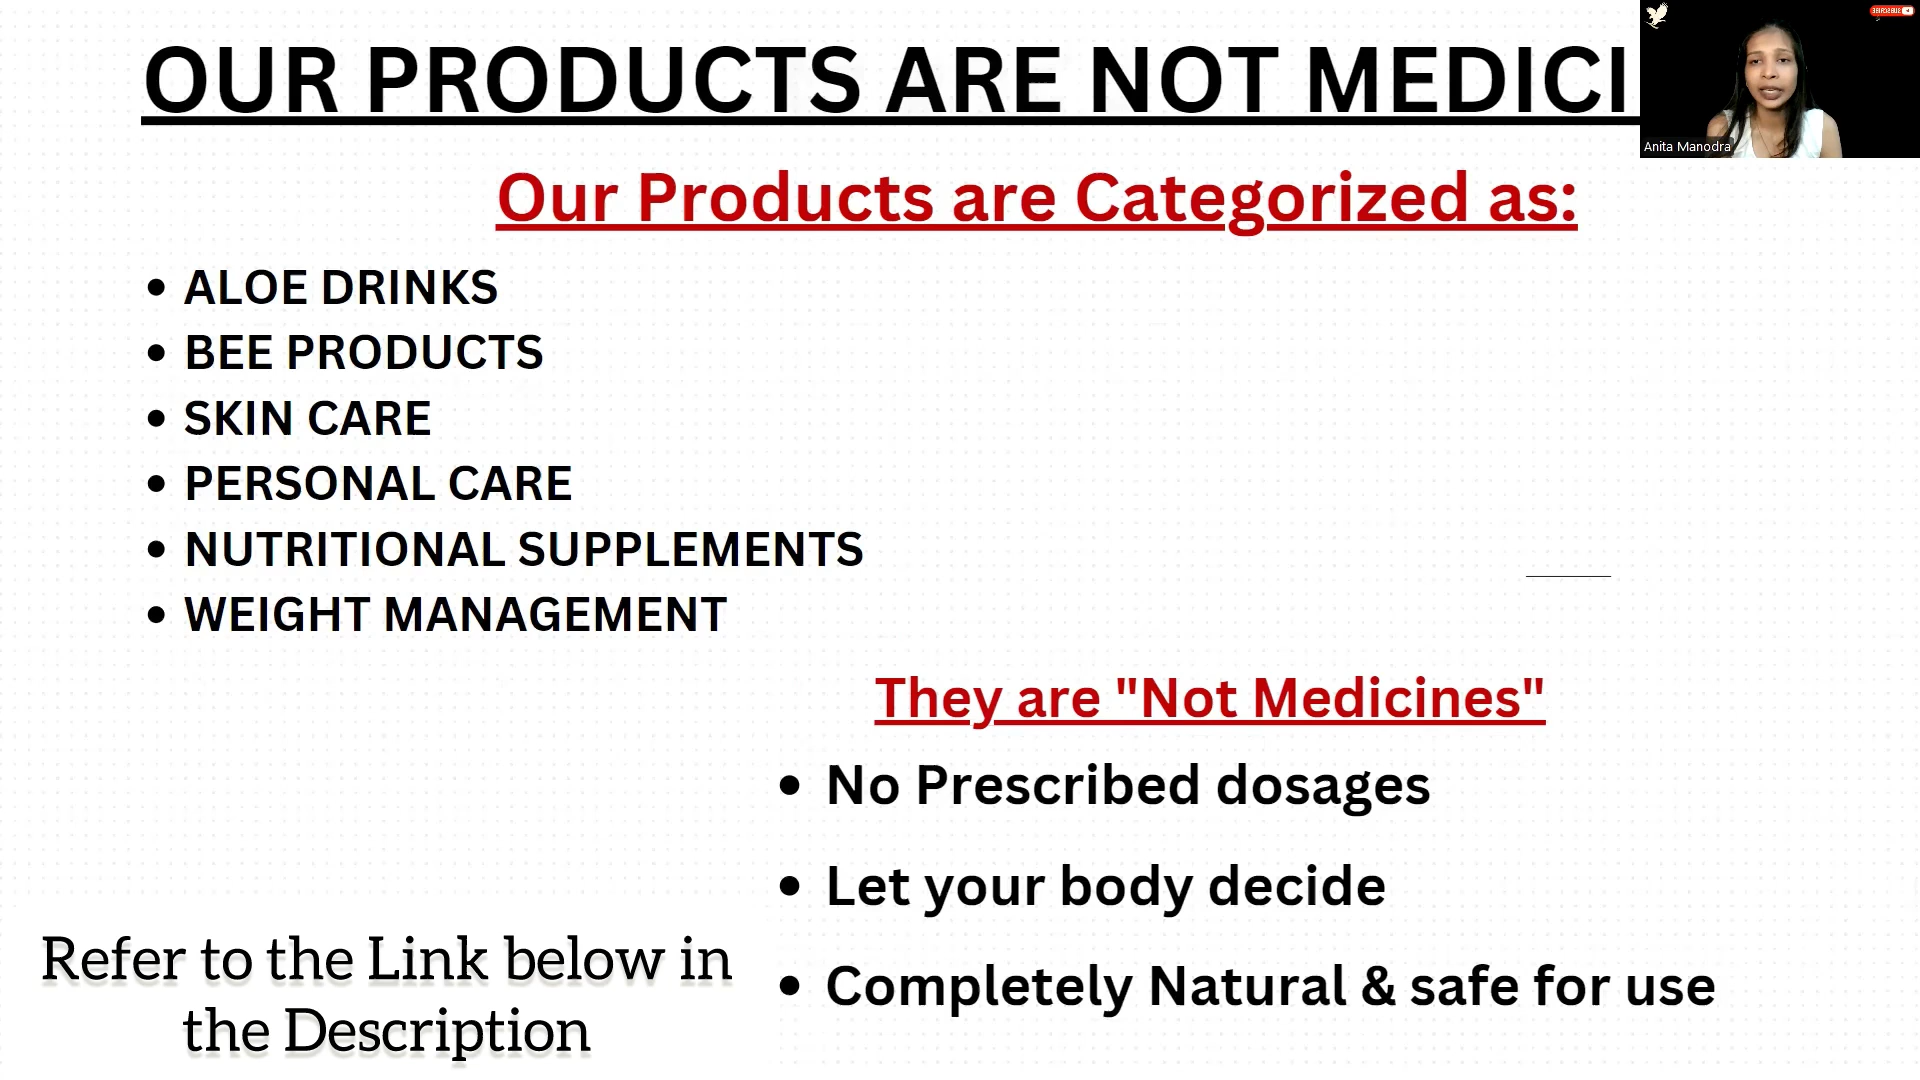 OUR PRODUCTS ARE NOT MEDICI
Anita Manodra
Our Products are Categorized as:
• ALOE DRINKS
• BEE PRODUCTS
• SKIN CARE
• PERSONAL CARE
• NUTRITIONAL SUPPLEMENTS
• WEIGHT MANAGEMENT
They are "Not Medicines"
• No Prescribed dosages
• Let your body decide
• Completely Natural & safe for use
Refer to the Link below in
the Description